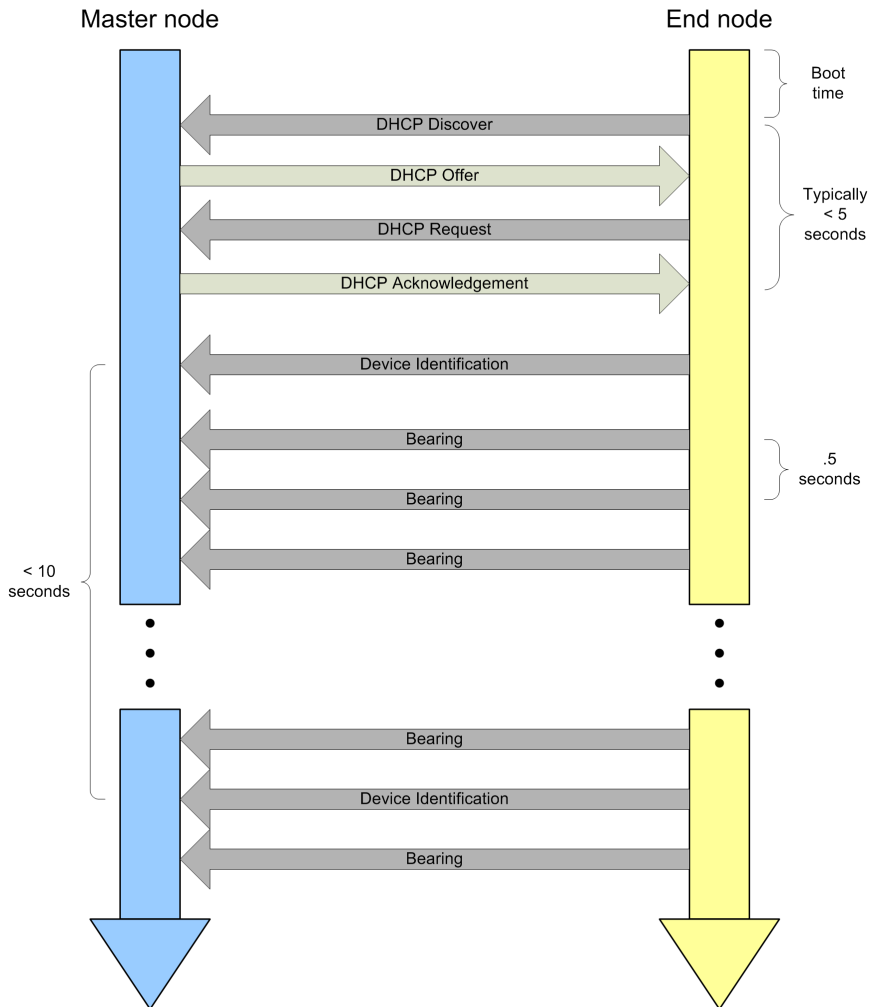 Master node
End node
Boot
time
DHCP Discover
DHCP Offer
Typically
< 5
seconds
DHCP Request
DHCP Acknowledgement
Device Identification
Bearing
.5
seconds
Bearing
Bearing
< 10
seconds
Bearing
Device Identification
Bearing